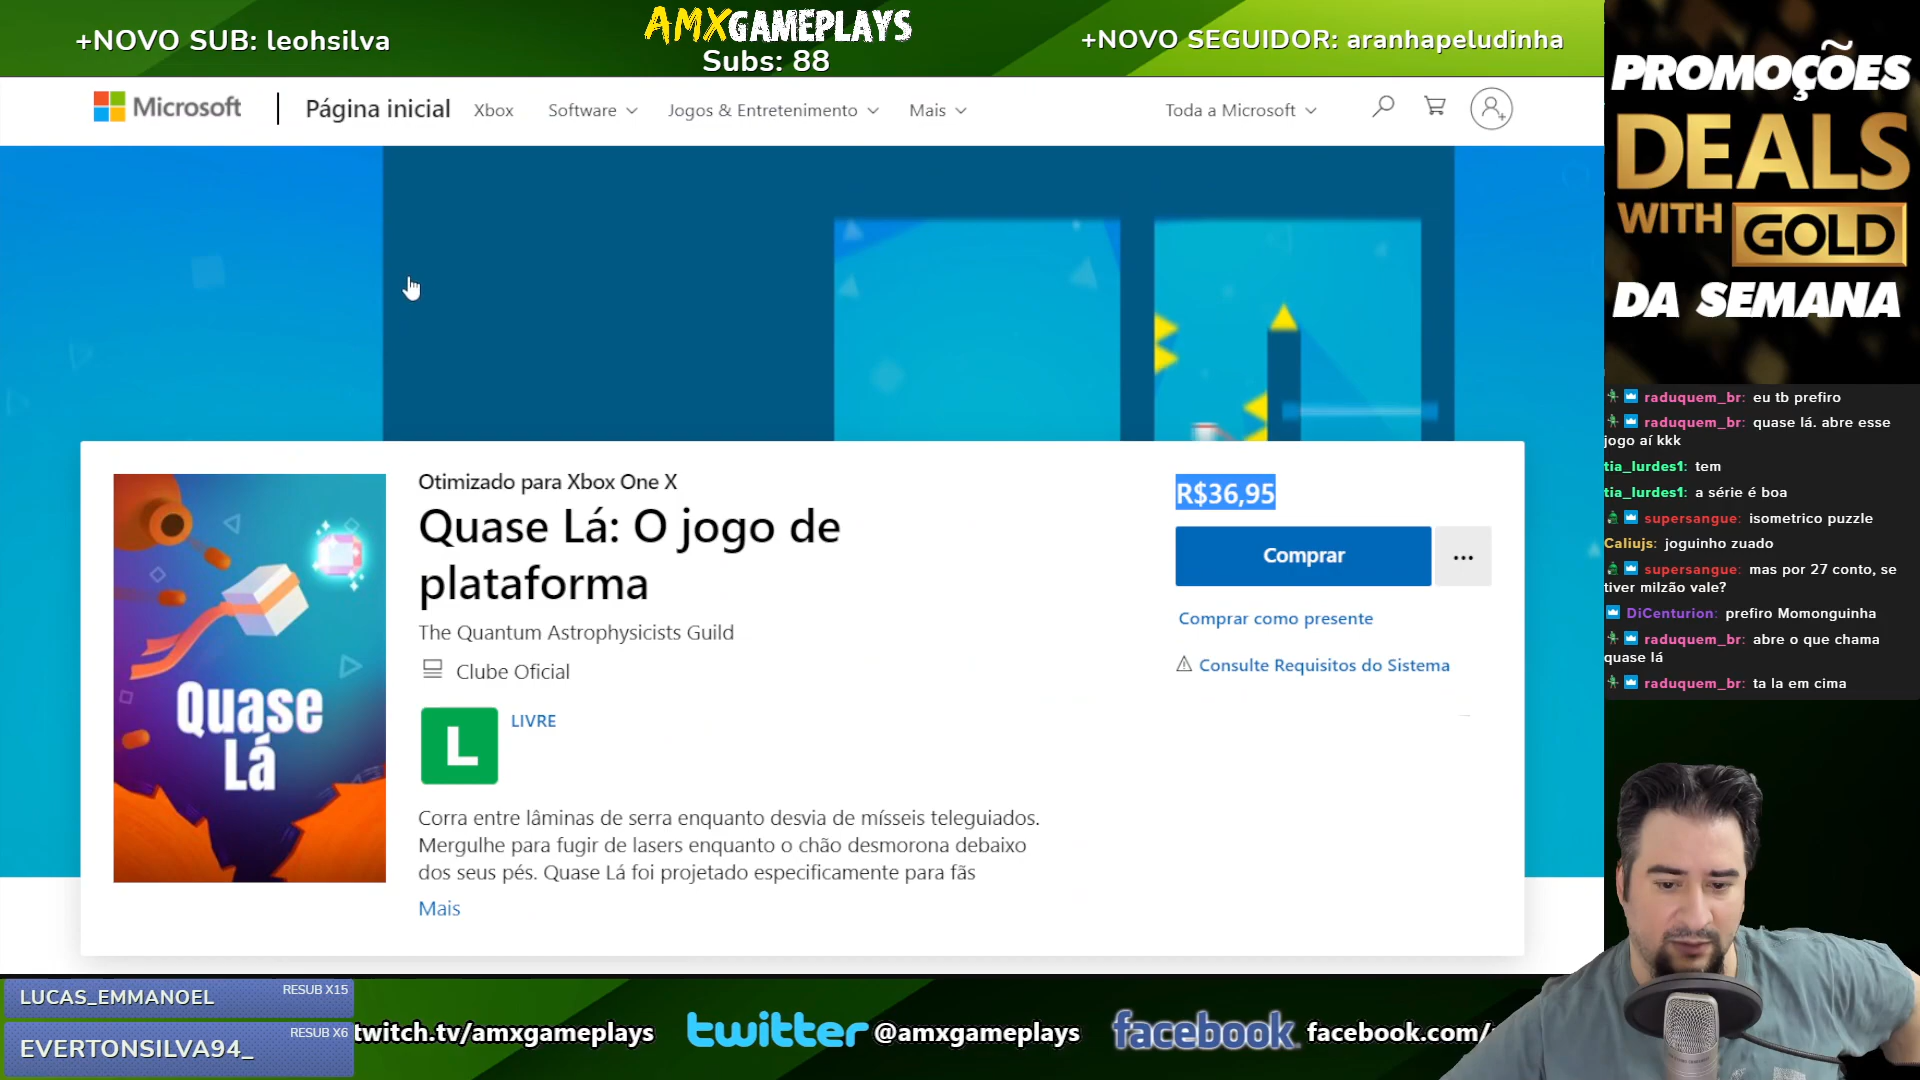 +NOVO SUB: leohsilva
AMXGAMEPLAYS
Subs: 88
+NOVO SEGUIDOR: aranhapeludinha
Microsoft
Página inicial
Xbox
Software
Jogos & Entretenimento
Mais
Toda a Microsoft
Otimizado para Xbox One X
Quase Lá: O jogo de
plataforma
The Quantum Astrophysicists Guild
Clube Oficial
L
LIVRE
Corra entre lâminas de serra enquanto desvia de mísseis teleguiados.
Mergulhe para fugir de lasers enquanto o chão desmorona debaixo
dos seus pés. Quase Lá foi projetado especificamente para fãs
Mais
Quase
Lá
R$36,95
Comprar
...
Comprar como presente
Consulte Requisitos do Sistema
PROMOÇÕES
DEALS
WITH GOLD
DA SEMANA
raduquem_br: eu tb prefiro
raduquem_br: quase lá. abre esse
jogo aí kkk
tia_lurdes1: tem
tia_lurdes1: a série é boa
supersangue: isometrico puzzle
Caliujs: joguinho zuado
supersangue: mas por 27 conto, se
tiver milzão vale?
DiCenturion: prefiro Momonguinha
raduquem_br: abre o que chama
quase lá
raduquem_br: ta la em cima
LUCAS_EMMANOEL
RESUB X15
EVERTONSILVA94_
RESUB X6
twitch.tv/amxgameplays
twitter @amxgameplays
facebook facebook.com/